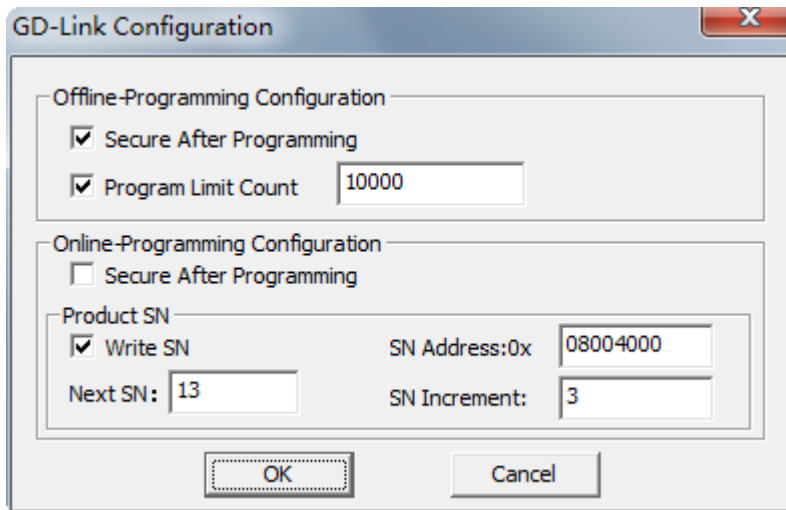 GD-Link Configuration
Offline-Programming Configuration
Secure After Programming
Program Limit Count 10000
Online-Programming Configuration
Secure After Programming
Product SN
Write SN SN Address:0x 08004000
Next SN: 13 SN Increment: 3
OK Cancel